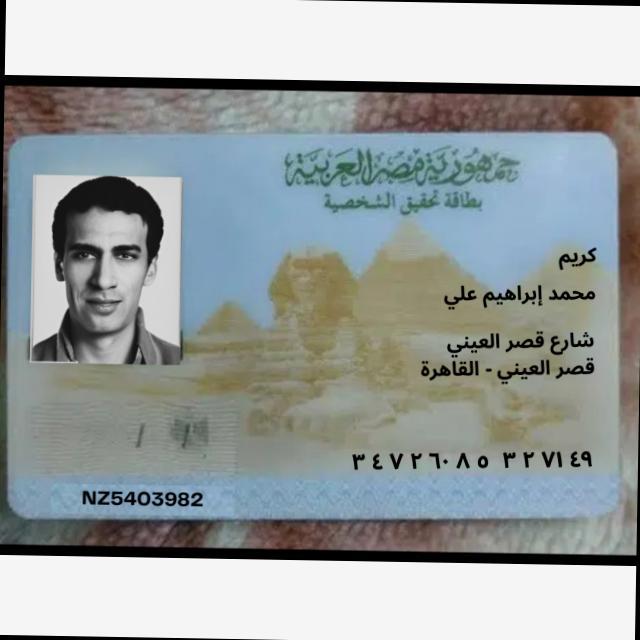 جمهورية مصر العربية
بطاقة تحقيق الشخصية
كريم
محمد إبراهيم علي
شارع قصر العيني
قصر العيني - القاهرة
٣٤٧٢٦٠٨٥ ٣٢٧١٤٩
NZ5403982